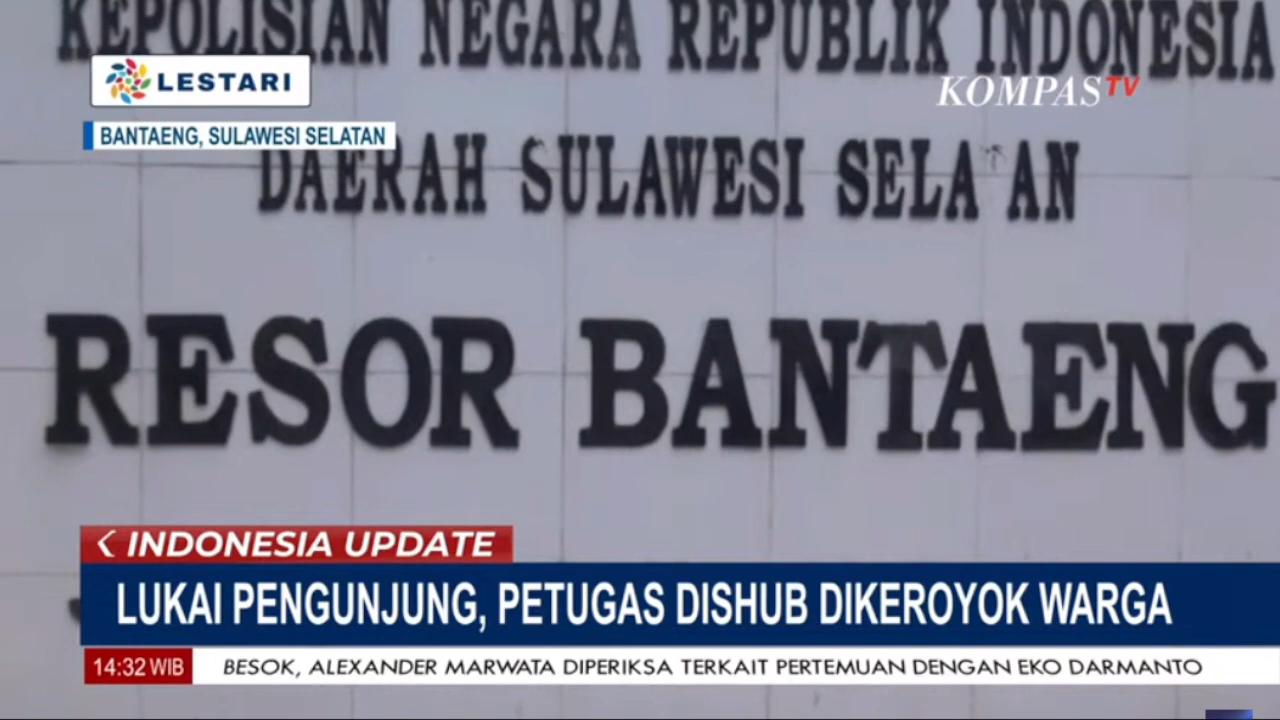 KEPOLISIAN NEGARA REPUBLIK INDONESIA
LESTARI
KOMPASTV
BANTAENG, SULAWESI SELATAN
DAERAH SULAWESI SELA AN
RESOR BANTAENG
INDONESIA UPDATE
LUKAI PENGUNJUNG, PETUGAS DISHUB DIKEROYOK WARGA
14:32 WIB
BESOK, ALEXANDER MARWATA DIPERIKSA TERKAIT PERTEMUAN DENGAN EKO DARMANTO